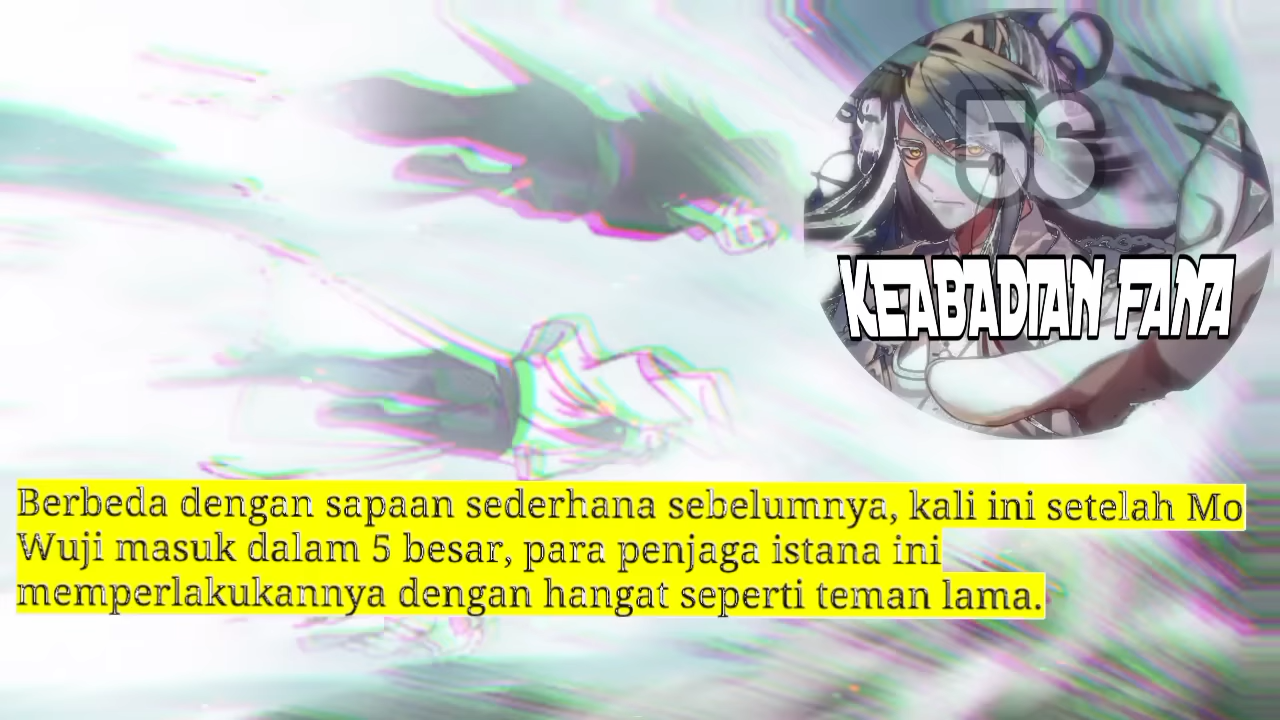 56
KEABADIAN FANA
Berbeda dengan sapaan sederhana sebelumnya, kali ini setelah Mo
Wuji masuk dalam 5 besar, para penjaga istana ini
memperlakukannya dengan hangat seperti teman lama.